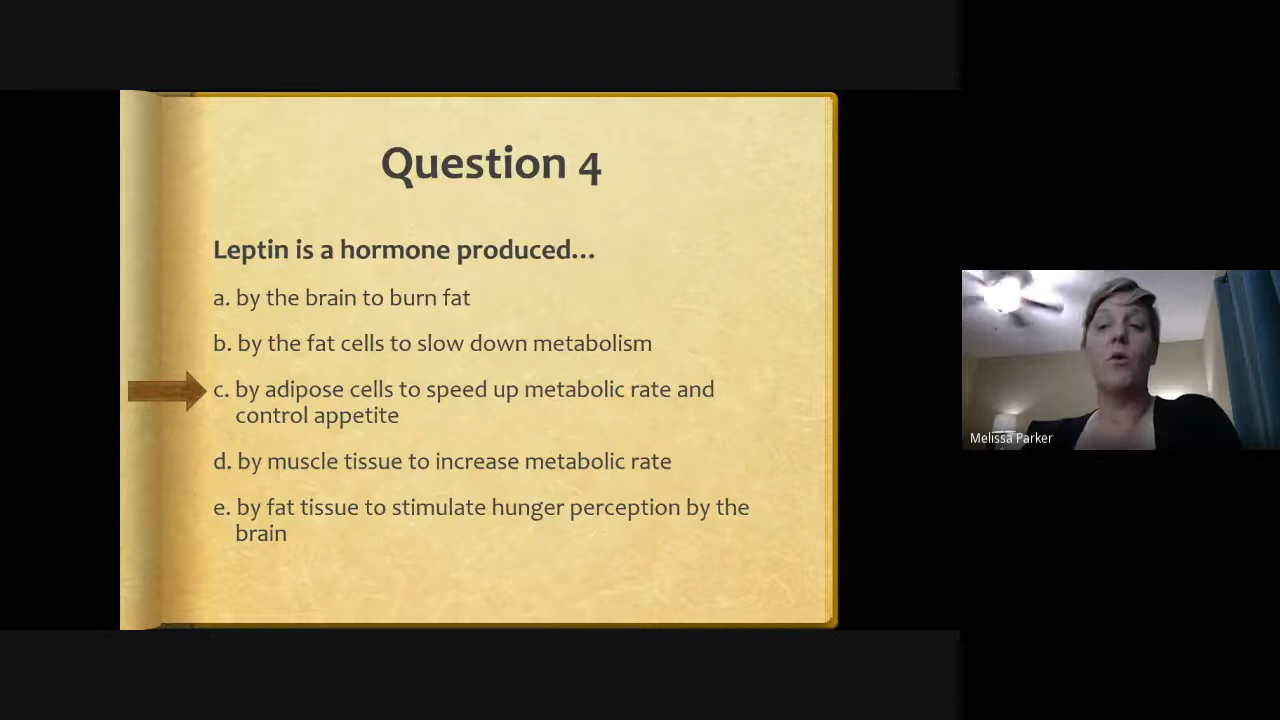 Question 4
Leptin is a hormone produced...
a. by the brain to burn fat
b. by the fat cells to slow down metabolism
c. by adipose cells to speed up metabolic rate and
control appetite
d. by muscle tissue to increase metabolic rate
e. by fat tissue to stimulate hunger perception by the
brain
Melissa Parker